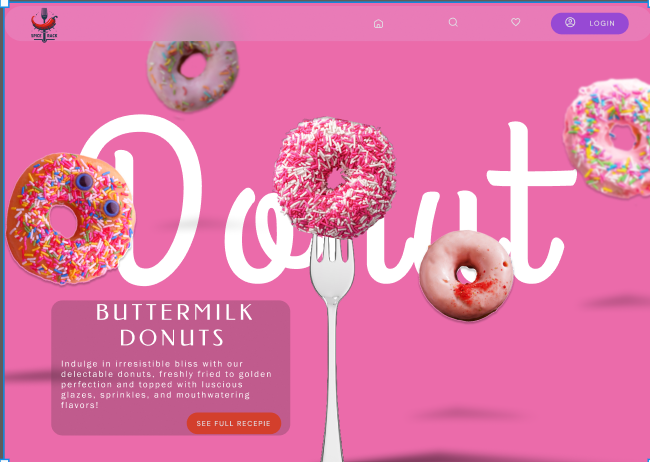 SPICE RACK
LOGIN
Donut
BUTTERMILK
DONUTS
Indulge in irresistible bliss with our
delectable donuts, freshly fried to golden
perfection and topped with luscious
glazes, sprinkles, and mouthwatering
flavors!
SEE FULL RECEPIE